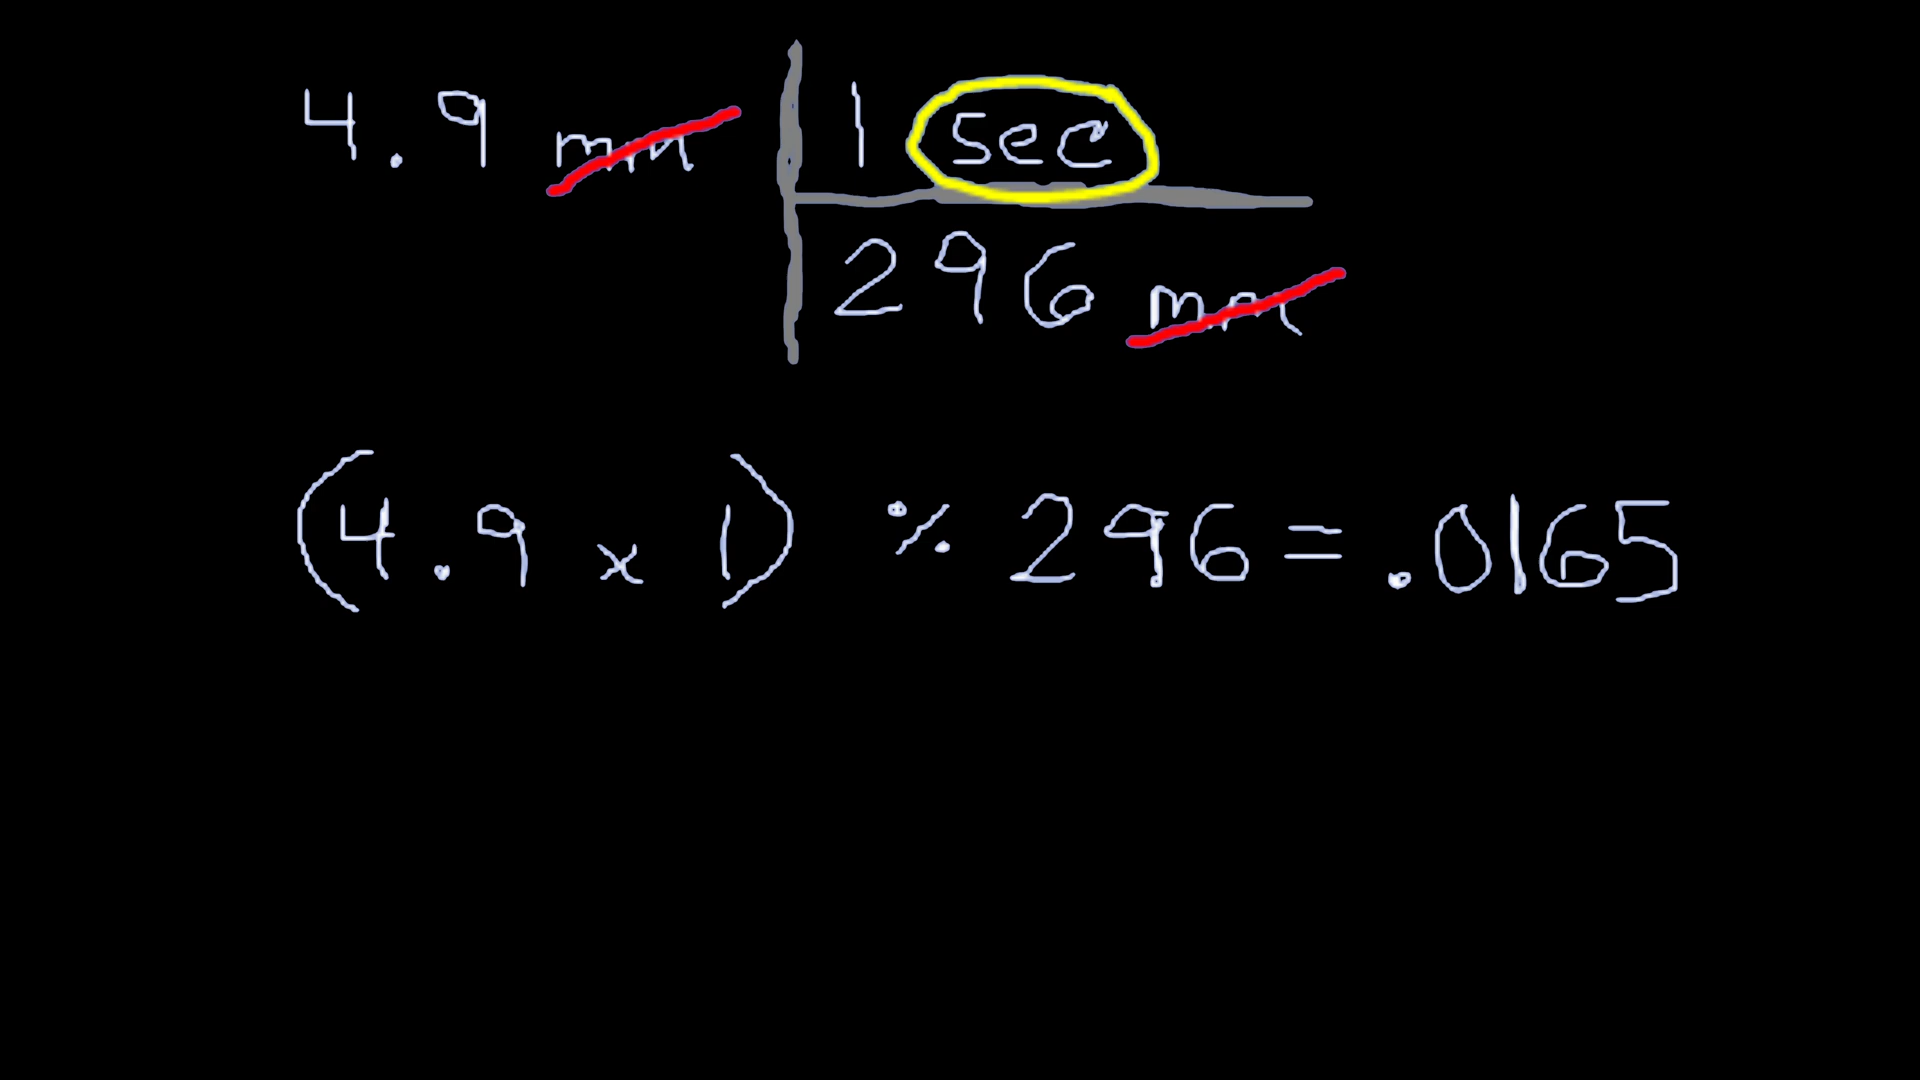 4.9 mm 1 sec
296 mm
(4.9 x 1) % 296 = .0165